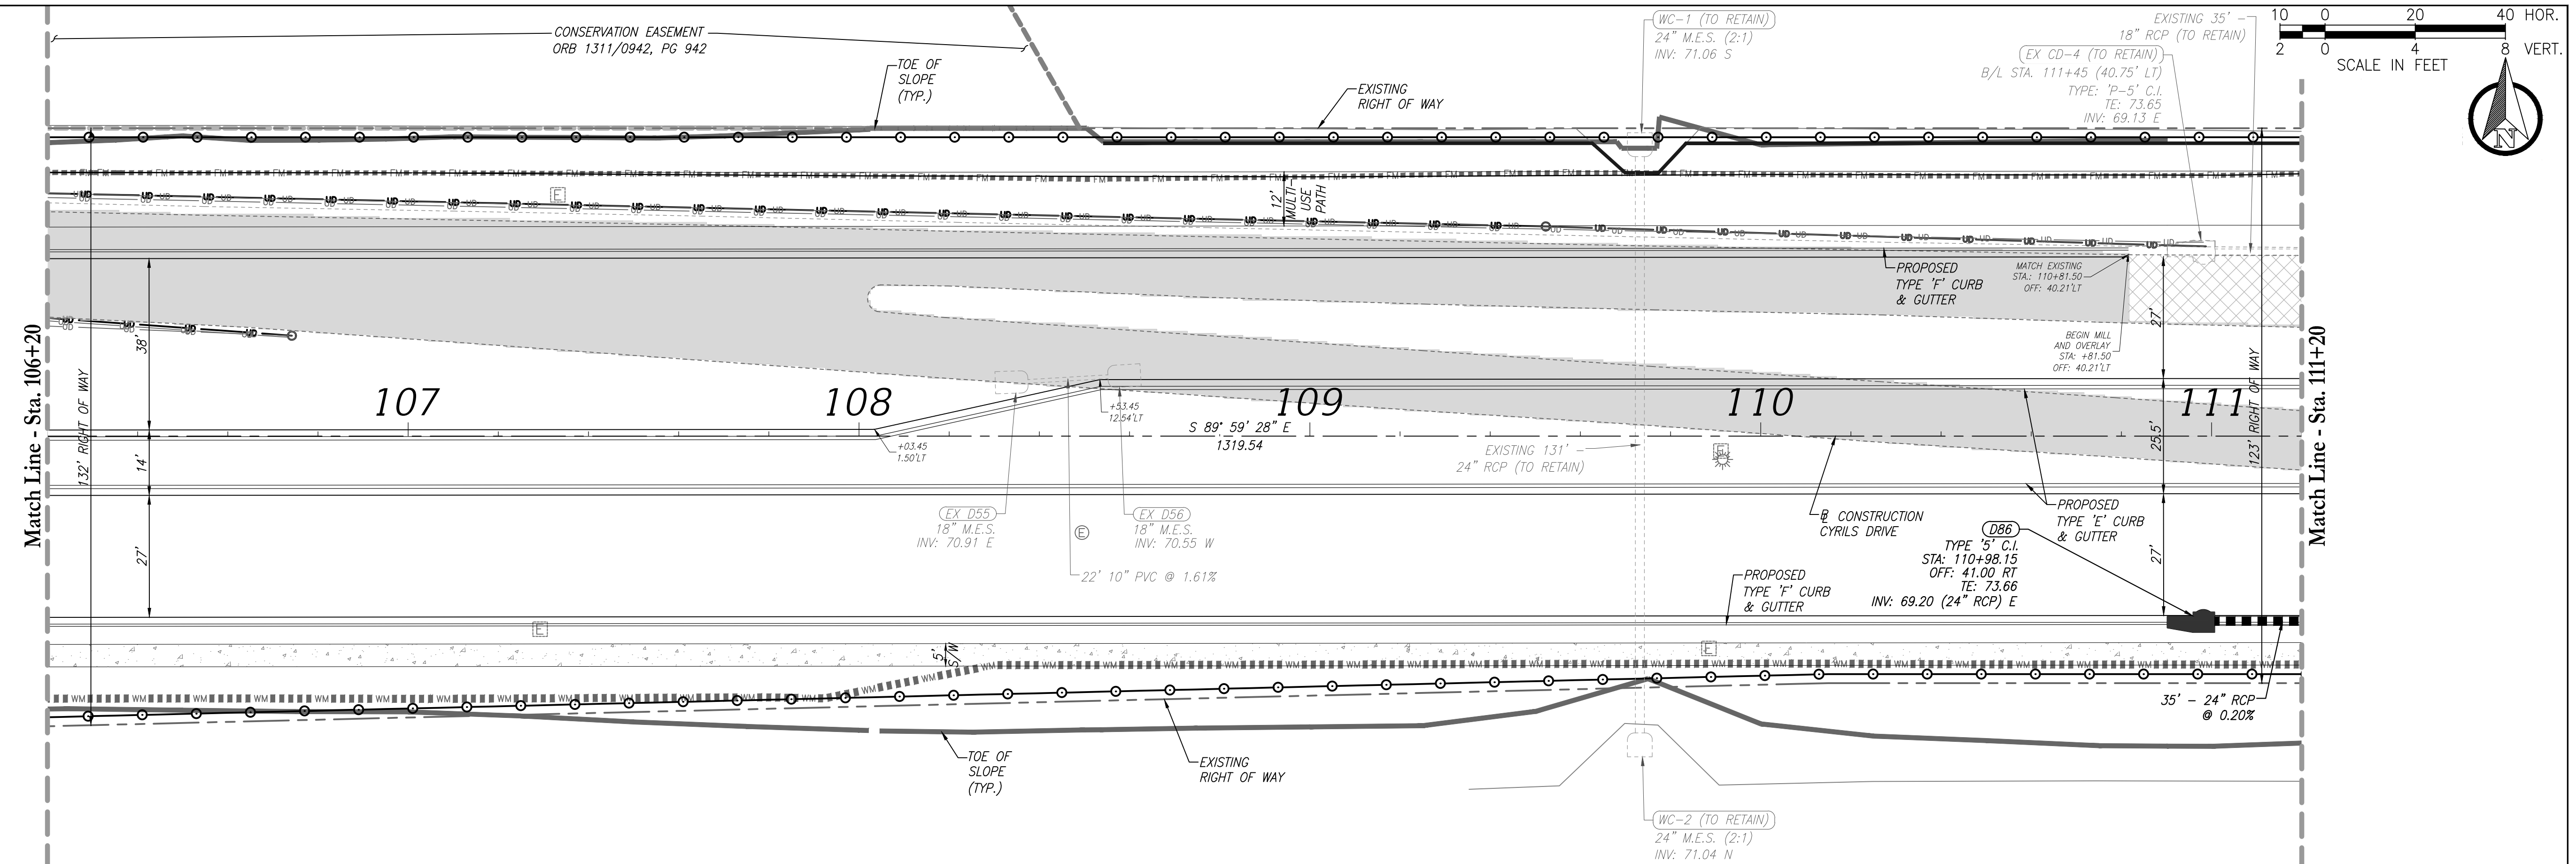 CONSERVATION EASEMENT
ORB 1311/0942, PG 942
TOE OF
SLOPE
(TYP.)
EXISTING
RIGHT OF WAY
WC-1 (TO RETAIN)
24" M.E.S. (2:1)
INV: 71.06 S
EXISTING 35' -
18" RCP (TO RETAIN)
EX CD-4 (TO RETAIN)
B/L STA. 111+45 (40.75' LT)
TYPE: 'P-5' C.I.
TE: 73.65
INV: 69.13 E
10 0 20 40 HOR.
2 0 4 8 VERT.
SCALE IN FEET
N
12'
MULTI-
USE
PATH
PROPOSED
TYPE 'F' CURB
& GUTTER
MATCH EXISTING
STA.: 110+81.50
OFF: 40.21'LT
BEGIN MILL
AND OVERLAY
STA: +81.50
OFF: 40.21'LT
Match Line - Sta. 106+20
132' RIGHT OF WAY
38'
14'
27'
107
108
109
110
111
+53.45
12.54'LT
+03.45
1.50'LT
S 89° 59' 28" E
1319.54
EXISTING 131' -
24" RCP (TO RETAIN)
27'
25.5'
27'
123' RIGHT OF WAY
Match Line - Sta. 111+20
EX D55
18" M.E.S.
INV: 70.91 E
EX D56
18" M.E.S.
INV: 70.55 W
E
22' 10" PVC @ 1.61%
CONSTRUCTION
CYRILS DRIVE
PROPOSED
TYPE 'E' CURB
& GUTTER
D86
TYPE '5' C.I.
STA: 110+98.15
OFF: 41.00 RT
TE: 73.66
INV: 69.20 (24" RCP) E
PROPOSED
TYPE 'F' CURB
& GUTTER
5'
S/W
35' - 24" RCP
@ 0.20%
TOE OF
SLOPE
(TYP.)
EXISTING
RIGHT OF WAY
WC-2 (TO RETAIN)
24" M.E.S. (2:1)
INV: 71.04 N